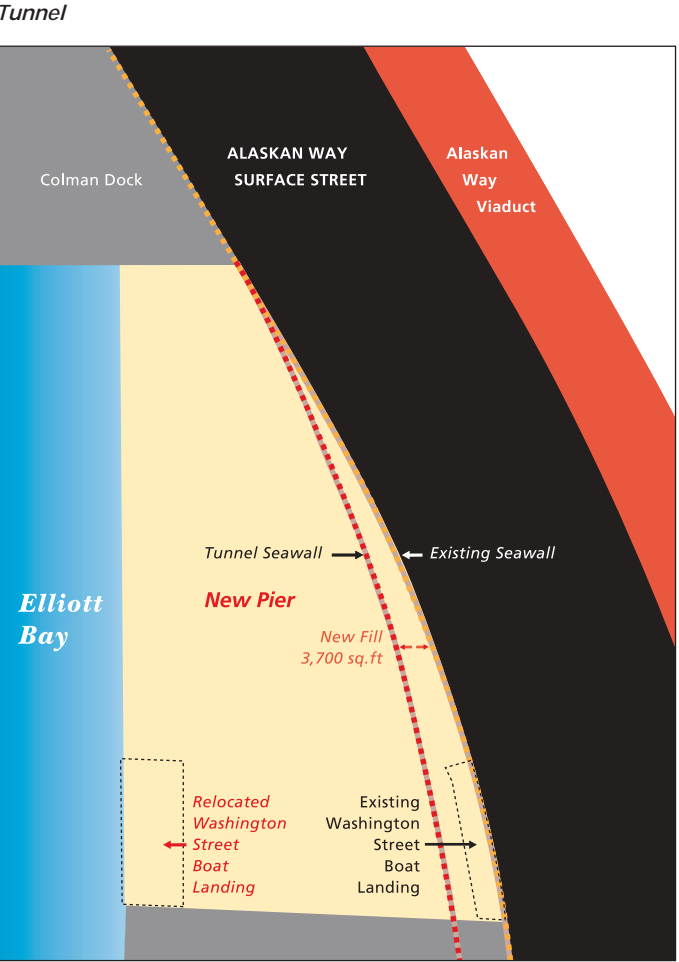 Tunnel
Colman Dock
ALASKAN WAY
SURFACE STREET
Alaskan
Way
Viaduct
Tunnel Seawall
Existing Seawall
Elliott
Bay
New Pier
New Fill
3,700 sq.ft
Relocated
Washington
Street
Boat
Landing
Existing
Washington
Street
Boat
Landing